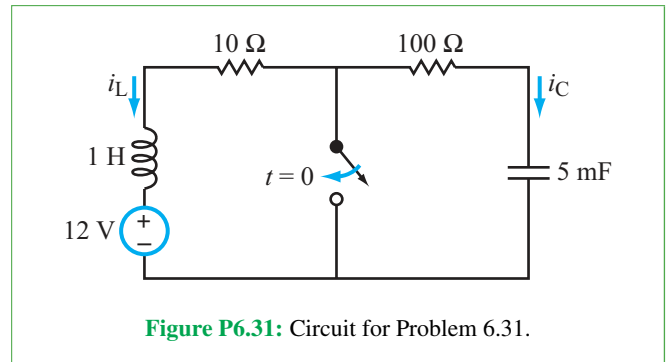 10 Ω
100 Ω
iL
iC
1 H
t = 0
5 mF
12 V
+
−
Figure P6.31: Circuit for Problem 6.31.